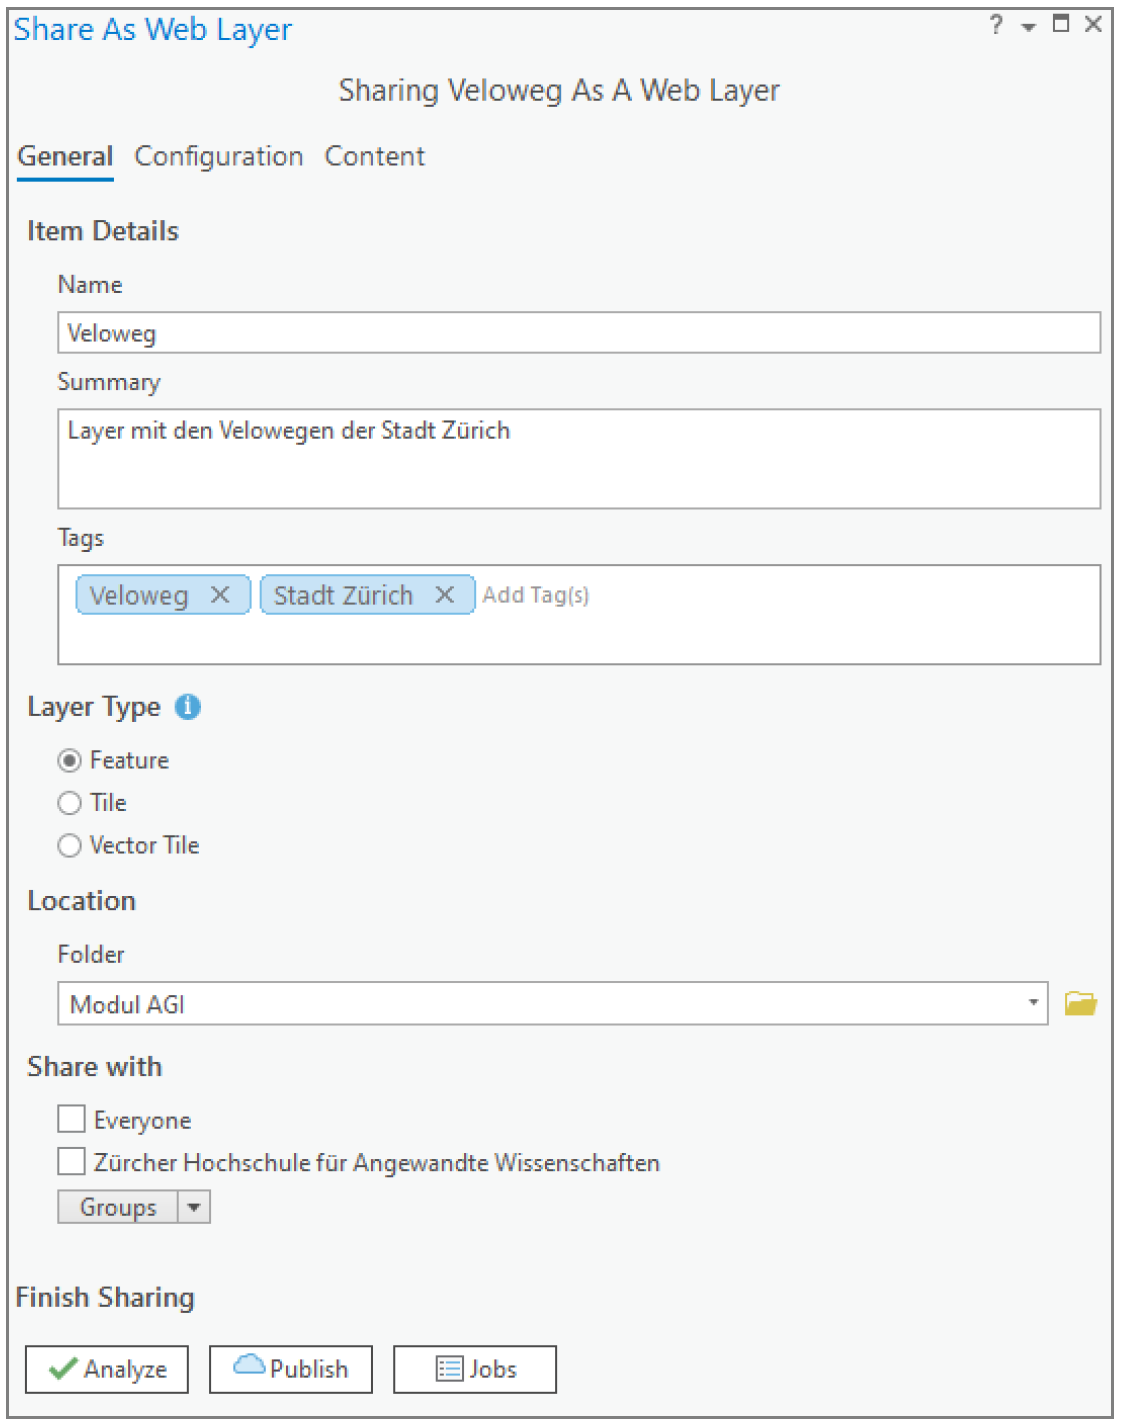 Share As Web Layer ?
Sharing Veloweg As A Web Layer
General Configuration Content
Item Details
Name
Veloweg
Summary
Layer mit den Velowegen der Stadt Zürich
Tags
Veloweg Stadt Zürich Add Tag(s)
Layer Type i
Feature
Tile
Vector Tile
Location
Folder
Modul AGI
Share with
Everyone
Zürcher Hochschule für Angewandte Wissenschaften
Groups
Finish Sharing
Analyze Publish Jobs